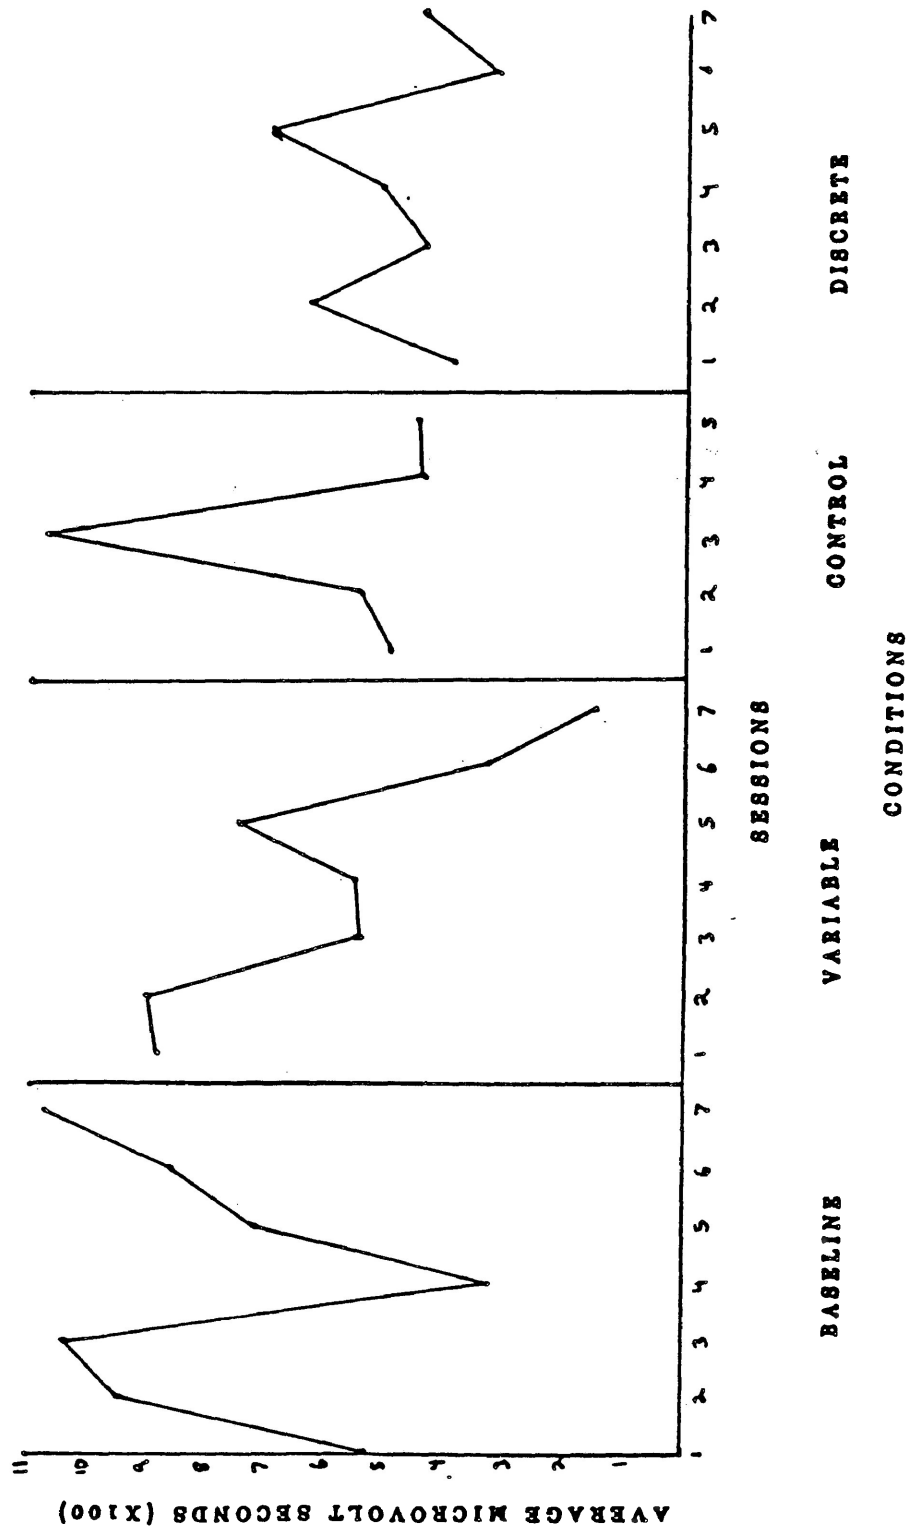 AVERAGE MICROVOLT SECONDS (X100)
11
10
9
8
7
6
5
4
3
2
1
1 2 3 4 5 6 7 1 2 3 4 5 6 7 1 2 3 4 5 1 2 3 4 5 6 7
SESSIONS
BASELINE VARIABLE CONTROL DISCRETE
CONDITIONS